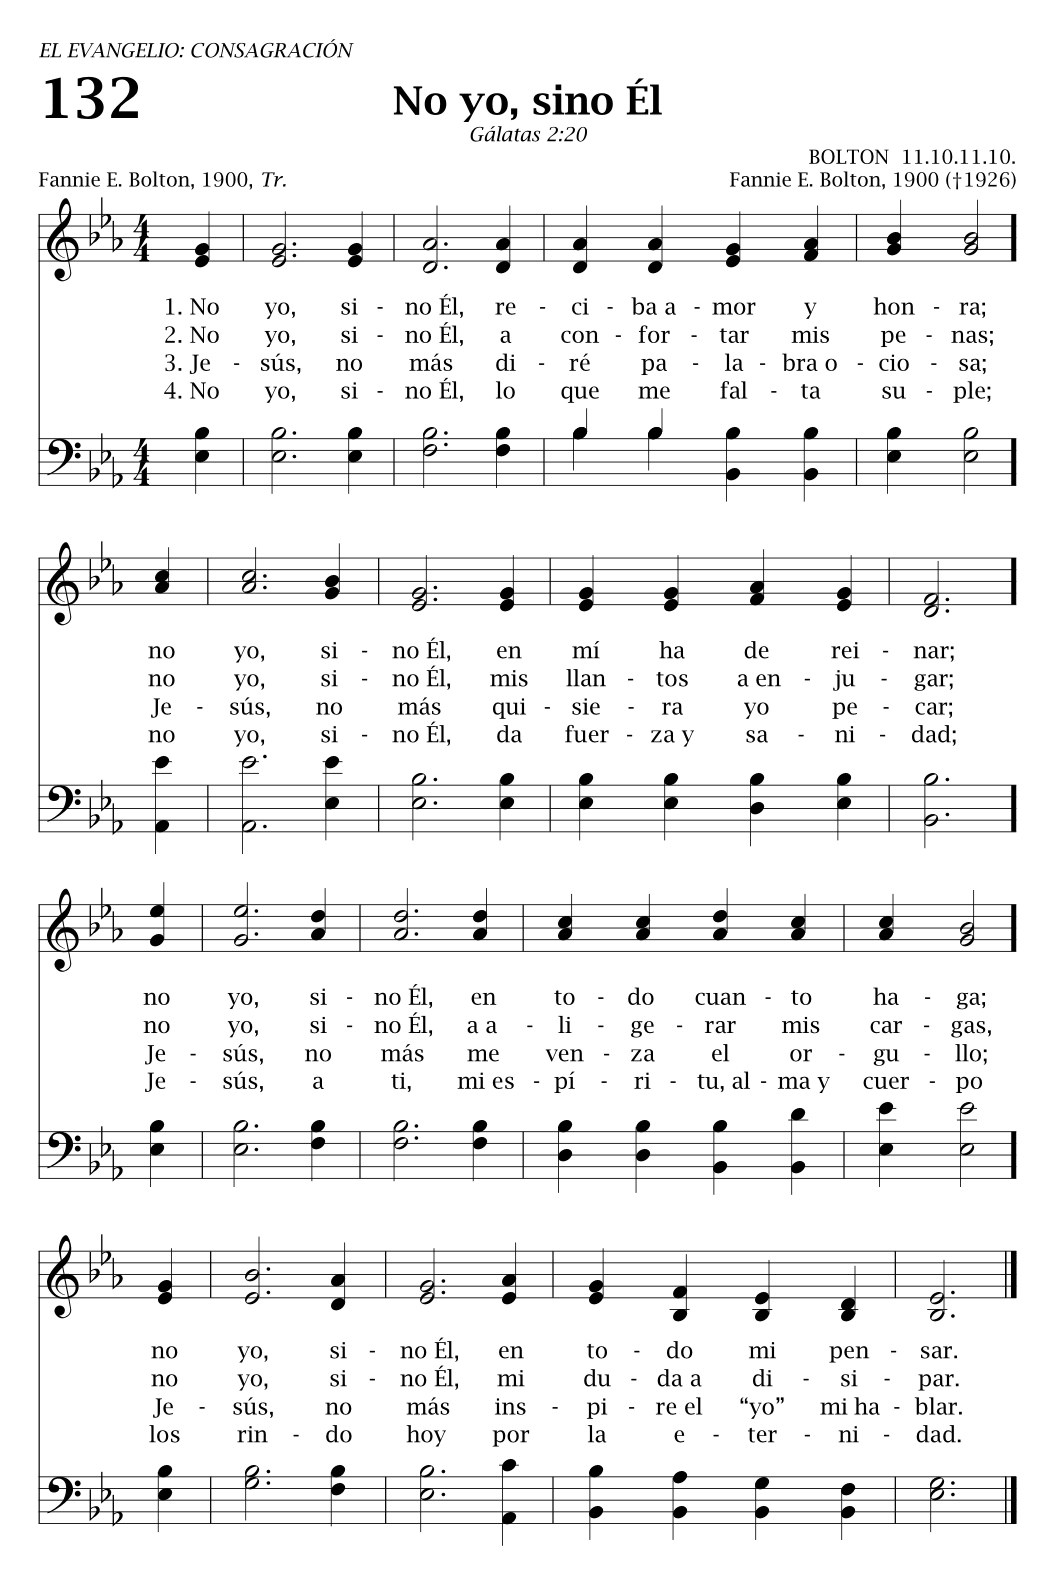 EL EVANGELIO: CONSAGRACIÓN
132
No yo, sino Él
Gálatas 2:20
BOLTON 11.10.11.10.
Fannie E. Bolton, 1900, Tr.
Fannie E. Bolton, 1900 (†1926)
1. No yo, si - no Él, re - ci - ba a - mor y hon - ra;
2. No yo, si - no Él, a con - for - tar mis pe - nas;
3. Je - sús, no más di - ré pa - la - bra o - cio - sa;
4. No yo, si - no Él, lo que me fal - ta su - ple;
no yo, si - no Él, en mí ha de rei - nar;
no yo, si - no Él, mis llan - tos a en - ju - gar;
Je - sús, no más qui - sie - ra yo pe - car;
no yo, si - no Él, da fuer - za y sa - ni - dad;
no yo, si - no Él, en to - do cuan - to ha - ga;
no yo, si - no Él, a a - li - ge - rar mis car - gas,
Je - sús, no más me ven - za el or - gu - llo;
Je - sús, a ti, mi es - pí - ri - tu, al - ma y cuer - po
no yo, si - no Él, en to - do mi pen - sar.
no yo, si - no Él, mi du - da a di - si - par.
Je - sús, no más ins - pi - re el “yo” mi ha - blar.
los rin - do hoy por la e - ter - ni - dad.